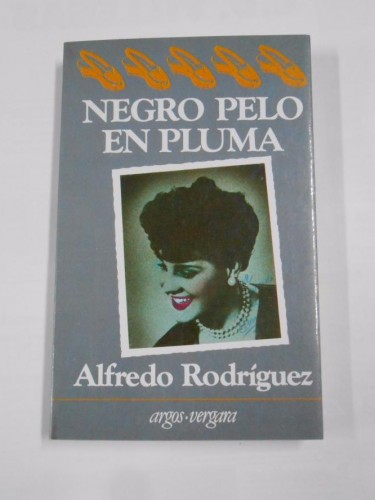 NEGRO PELO
EN PLUMA
Alfredo Rodríguez
argos·vergara